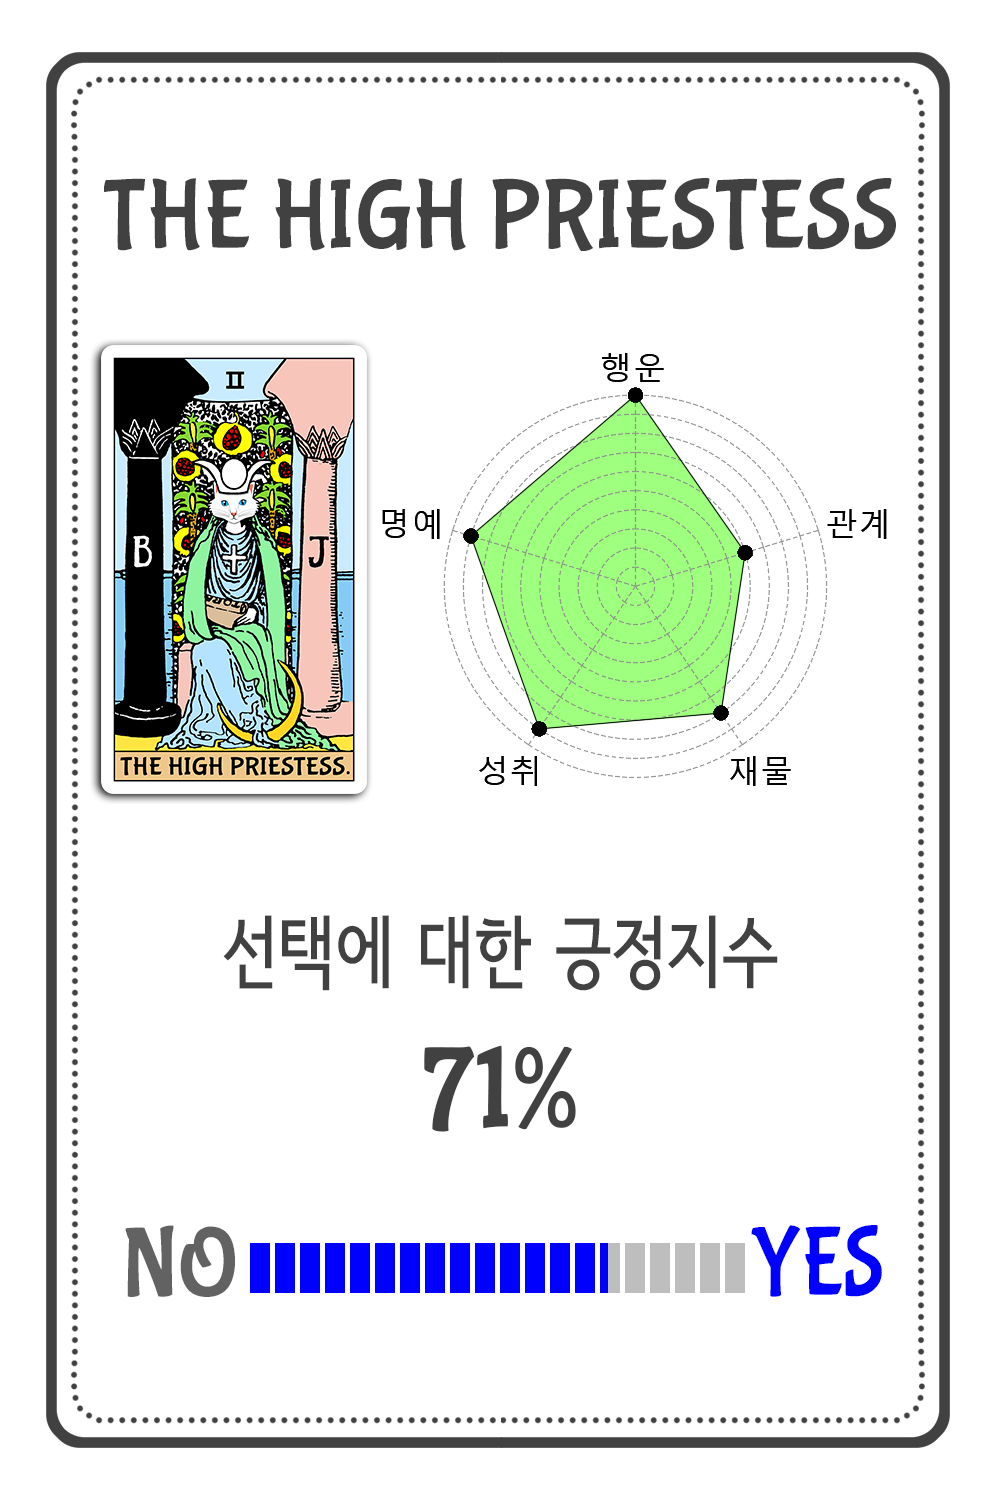 THE HIGH PRIESTESS
II
B
J
THE HIGH PRIESTESS.
행운
명예
관계
성취
재물
선택에 대한 긍정지수
71%
NO
YES